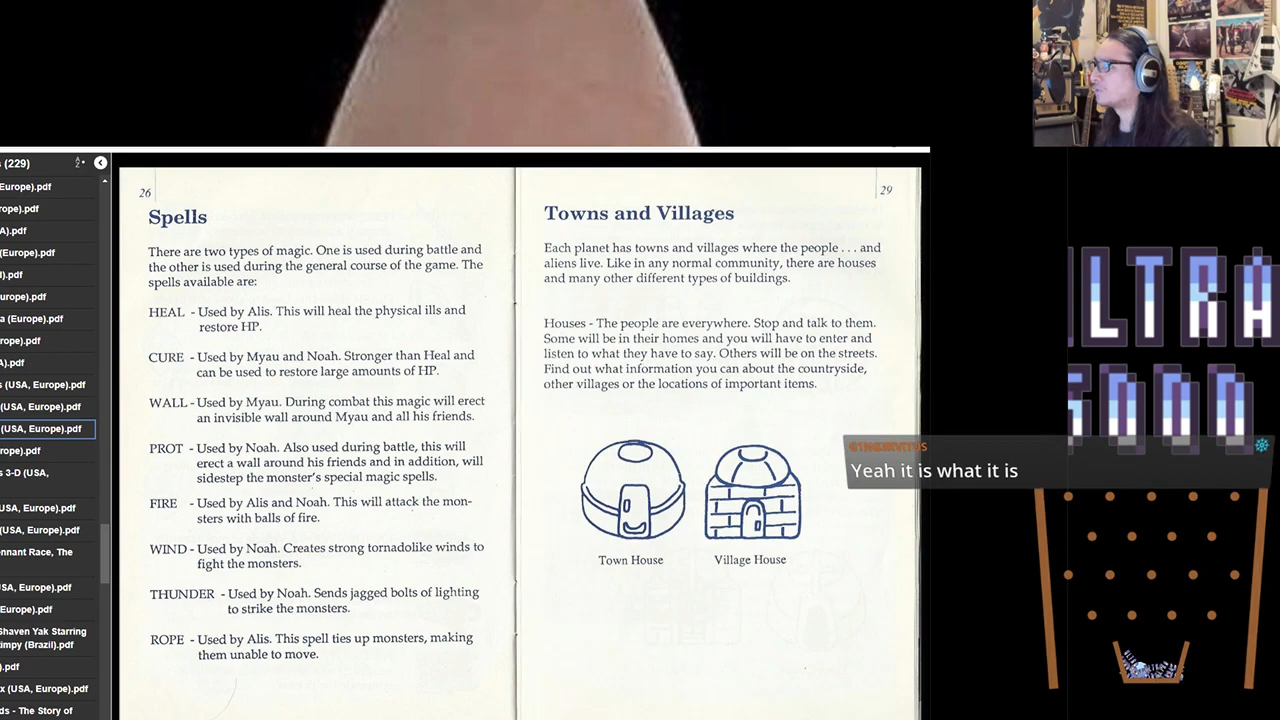 s (229)
Europe).pdf
rope).pdf
A).pdf
(Europe).pdf
l).pdf
urope).pdf
a (Europe).pdf
rope).pdf
A).pdf
s (USA, Europe).pdf
(USA, Europe).pdf
(USA, Europe).pdf
rope).pdf
s 3-D (USA,
USA, Europe).pdf
(USA, Europe).pdf
ennant Race, The
USA, Europe).pdf
Europe).pdf
Shaven Yak Starring
impy (Brazil).pdf
).pdf
x (USA, Europe).pdf
ds - The Story of
26
Spells
There are two types of magic. One is used during battle and
the other is used during the general course of the game. The
spells available are:
HEAL - Used by Alis. This will heal the physical ills and
restore HP.
CURE - Used by Myau and Noah. Stronger than Heal and
can be used to restore large amounts of HP.
WALL - Used by Myau. During combat this magic will erect
an invisible wall around Myau and all his friends.
PROT - Used by Noah. Also used during battle, this will
erect a wall around his friends and in addition, will
sidestep the monster's special magic spells.
FIRE - Used by Alis and Noah. This will attack the mon-
sters with balls of fire.
WIND - Used by Noah. Creates strong tornadolike winds to
fight the monsters.
THUNDER - Used by Noah. Sends jagged bolts of lighting
to strike the monsters.
ROPE - Used by Alis. This spell ties up monsters, making
them unable to move.
29
Towns and Villages
Each planet has towns and villages where the people . . . and
aliens live. Like in any normal community, there are houses
and many other different types of buildings.
Houses - The people are everywhere. Stop and talk to them.
Some will be in their homes and you will have to enter and
listen to what they have to say. Others will be on the streets.
Find out what information you can about the countryside,
other villages or the locations of important items.
Town House
Village House
LTRA
Yeah it is what it is